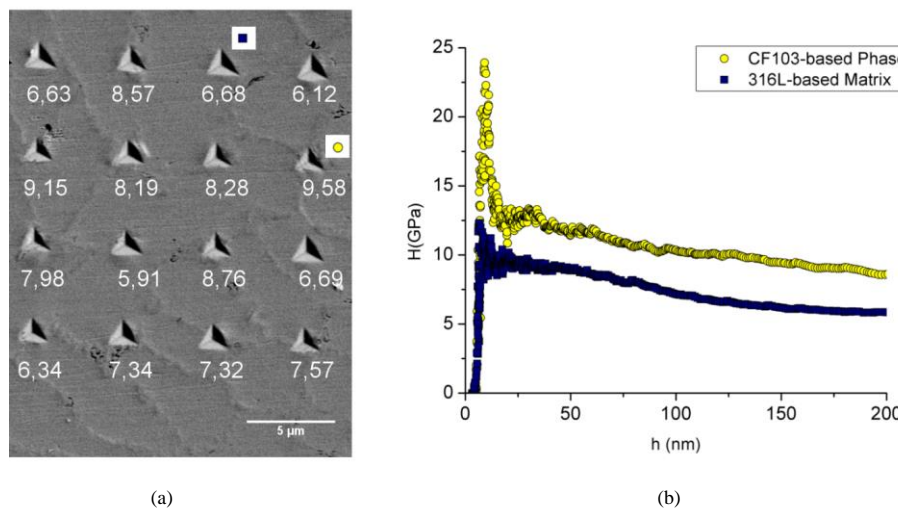 6,63 8,57 6,68 6,12
9,15 8,19 8,28 9,58
7,98 5,91 8,76 6,69
6,34 7,34 7,32 7,57
5 µm
(a)
25
20
15
10
5
0
H(GPa)
CF103-based Phase
316L-based Matrix
0 50 100 150 200
h (nm)
(b)